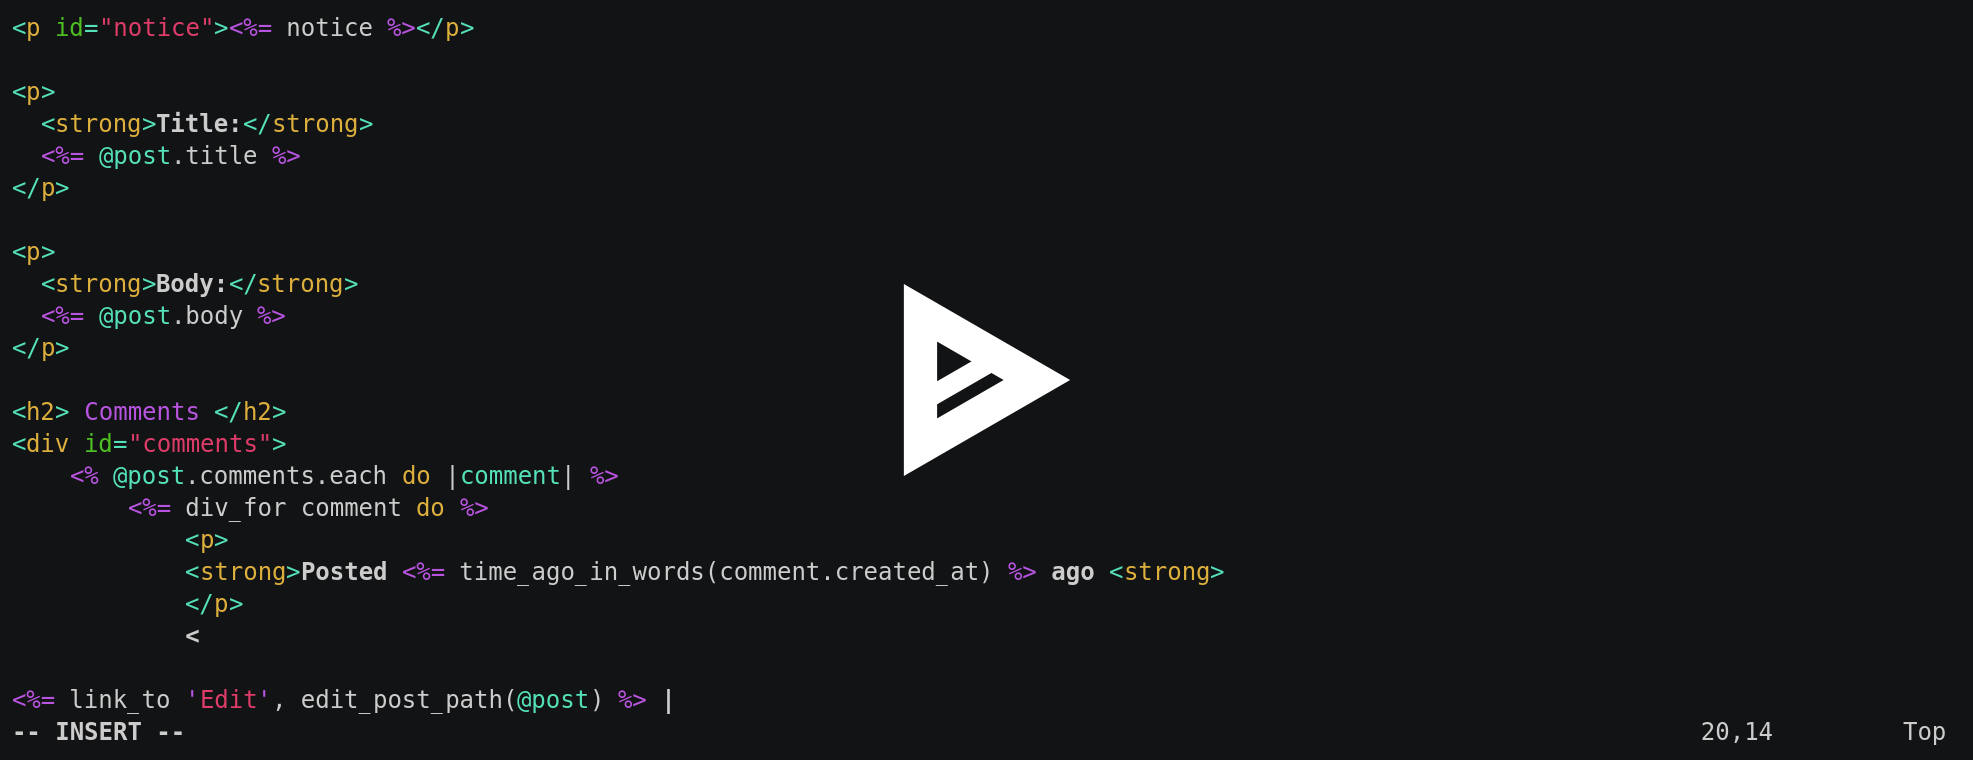 <p id="notice"><%= notice %></p>
<p>
  <strong>Title:</strong>
  <%= @post.title %>
</p>
<p>
  <strong>Body:</strong>
  <%= @post.body %>
</p>
<h2> Comments </h2>
<div id="comments">
    <% @post.comments.each do |comment| %>
        <%= div_for comment do %>
            <p>
            <strong>Posted <%= time_ago_in_words(comment.created_at) %> ago <strong>
            </p>
            <
<%= link_to 'Edit', edit_post_path(@post) %> |
-- INSERT -- 20,14 Top